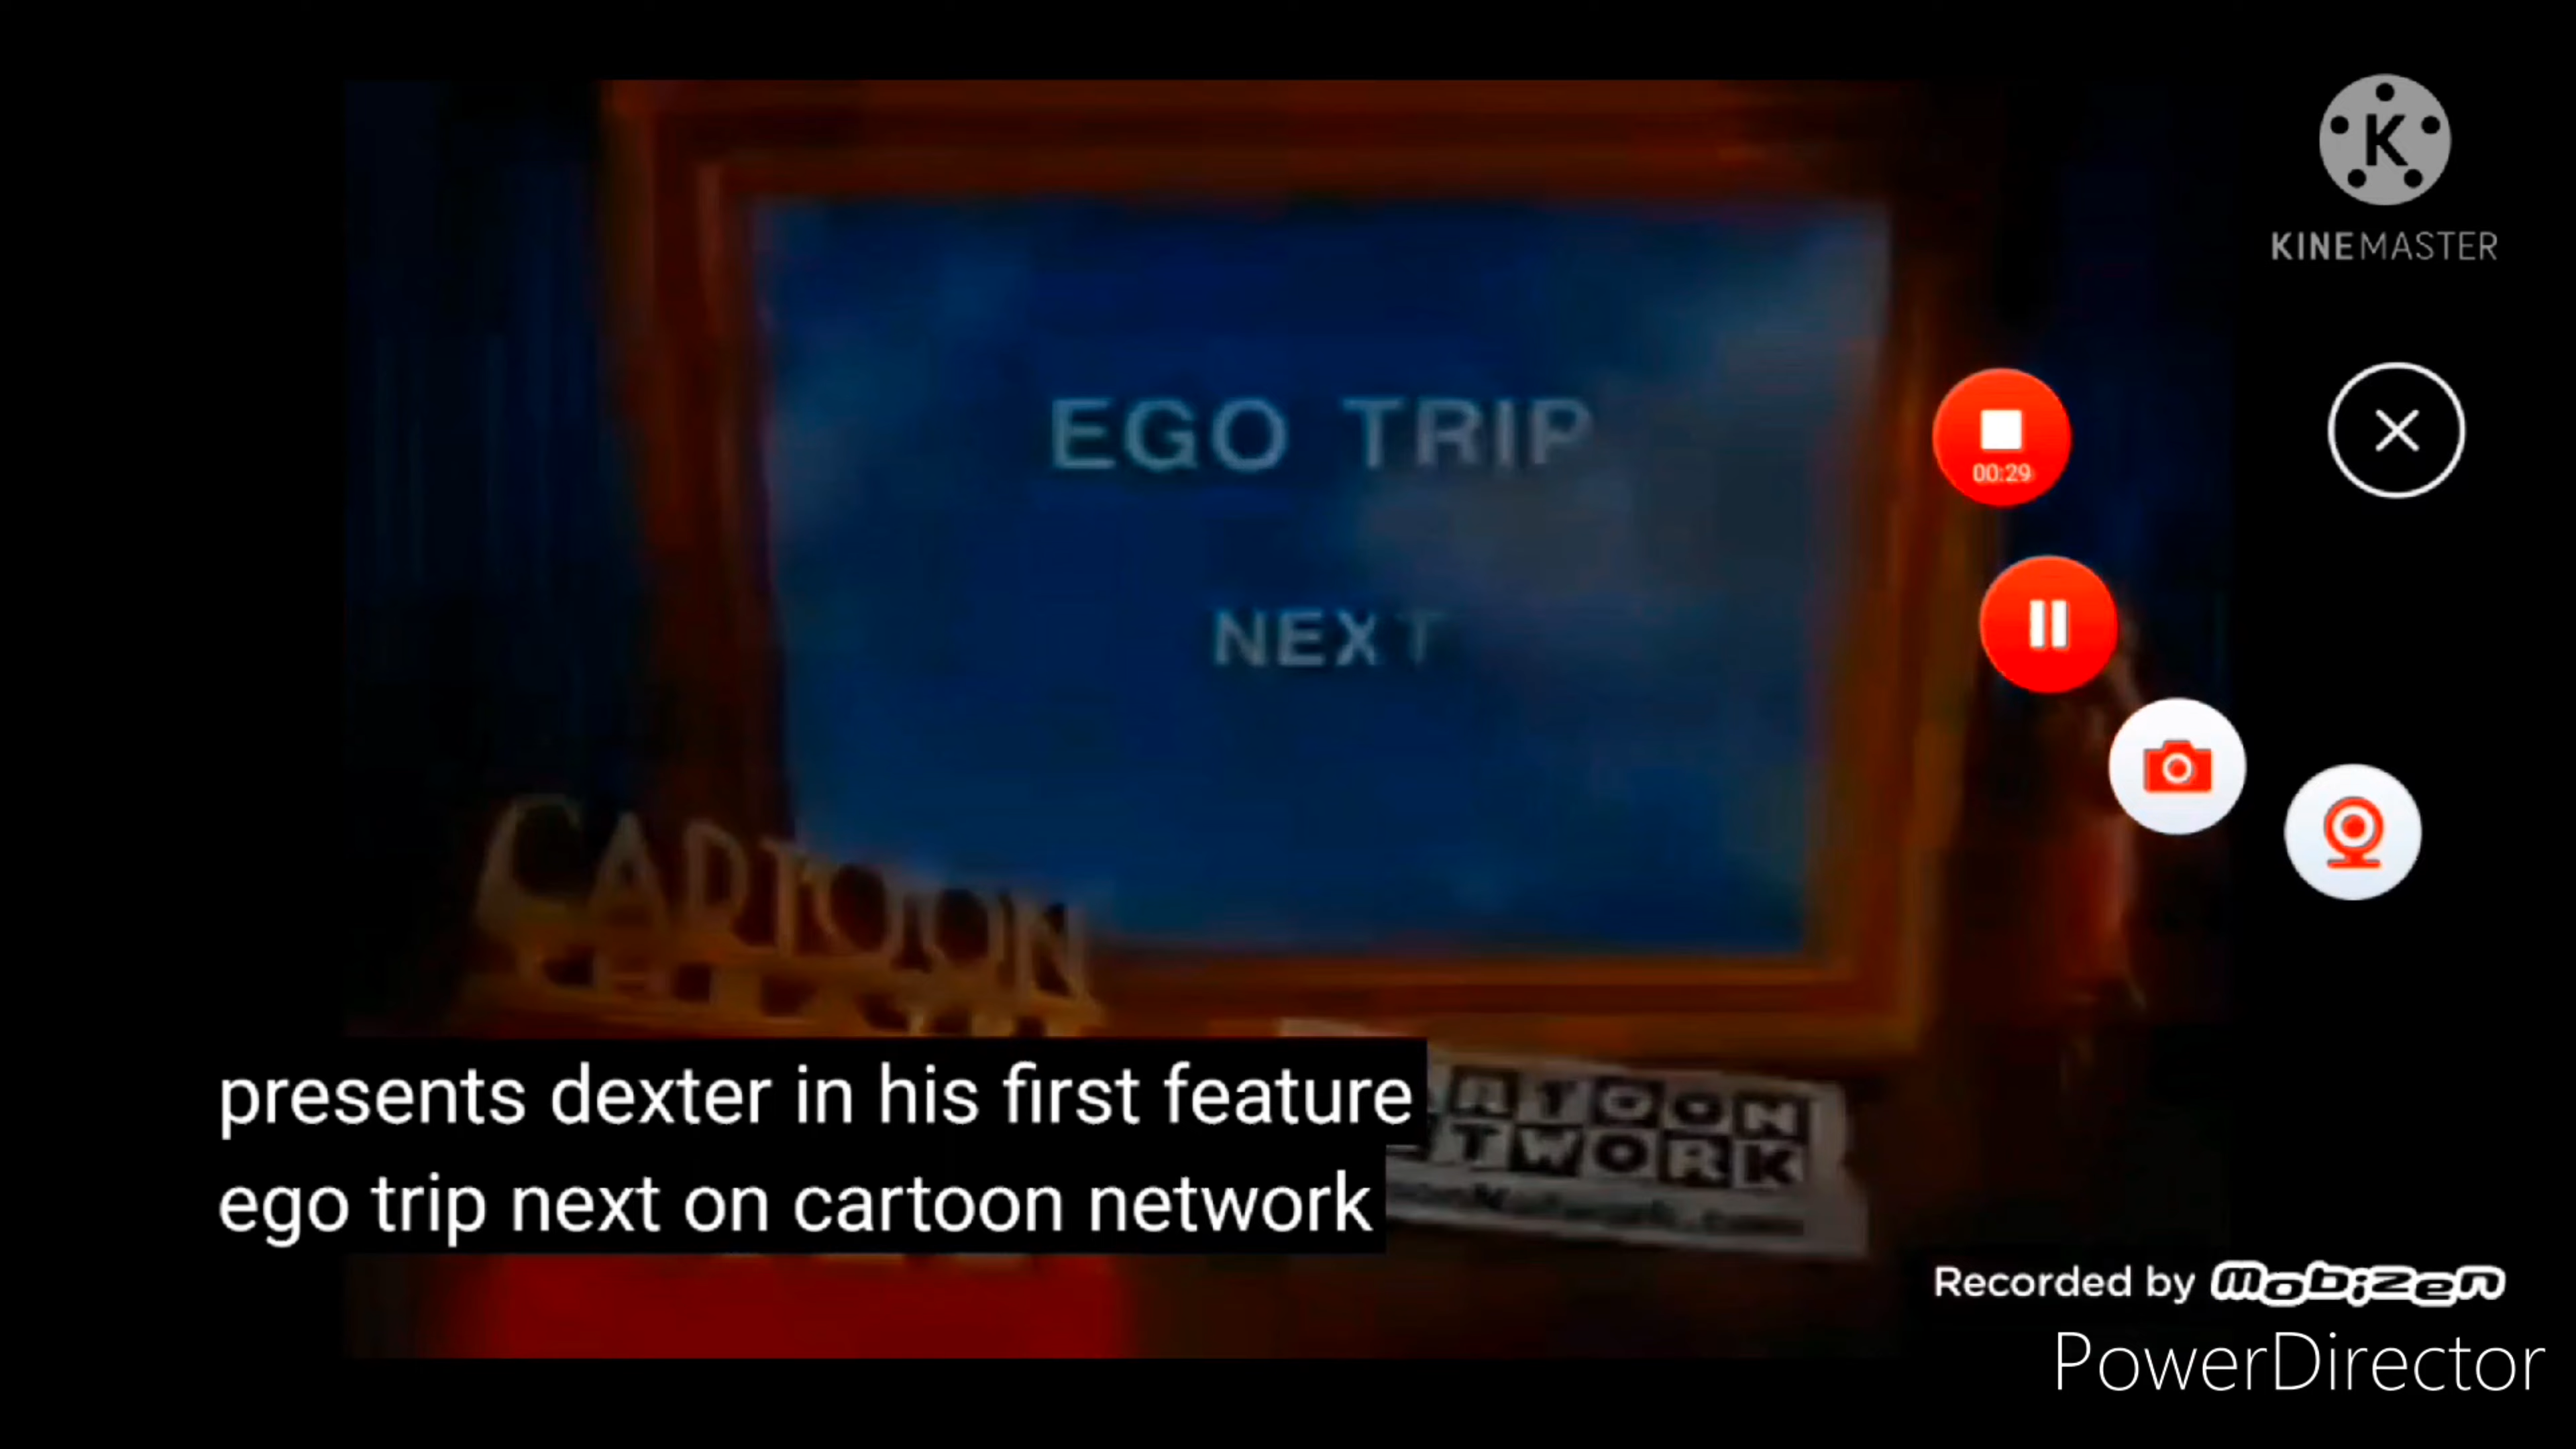 KINEMASTER
EGO TRIP
00:29
NEXT
CARTOON
presents dexter in his first feature
ego trip next on cartoon network
Recorded by mobizen
PowerDirector